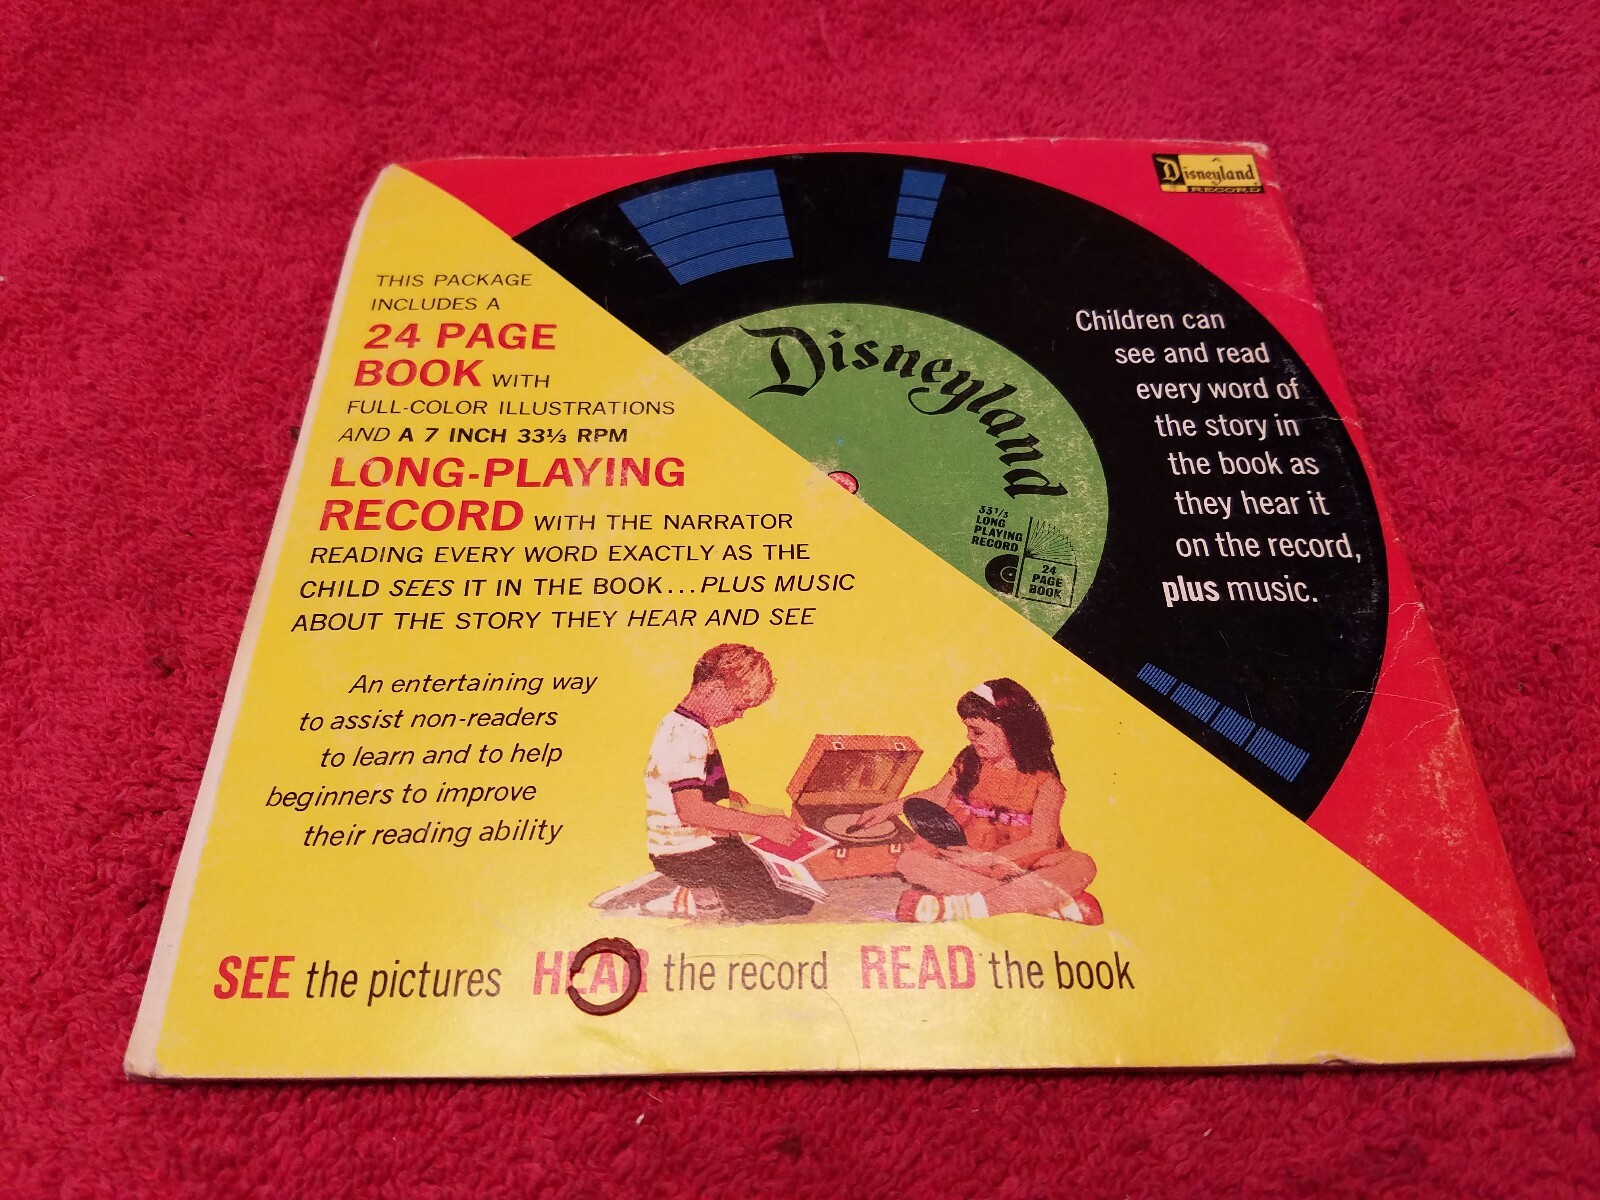 THIS PACKAGE
INCLUDES A
24 PAGE
BOOK WITH
FULL-COLOR ILLUSTRATIONS
AND A 7 INCH 33⅓ RPM
LONG-PLAYING
RECORD WITH THE NARRATOR
READING EVERY WORD EXACTLY AS THE
CHILD SEES IT IN THE BOOK...PLUS MUSIC
ABOUT THE STORY THEY HEAR AND SEE
An entertaining way
to assist non-readers
to learn and to help
beginners to improve
their reading ability
SEE the pictures HEAR the record READ the book
Disneyland
33⅓
LONG
PLAYING
RECORD
24
PAGE
BOOK
A
Disneyland
RECORD
Children can
see and read
every word of
the story in
the book as
they hear it
on the record,
plus music.